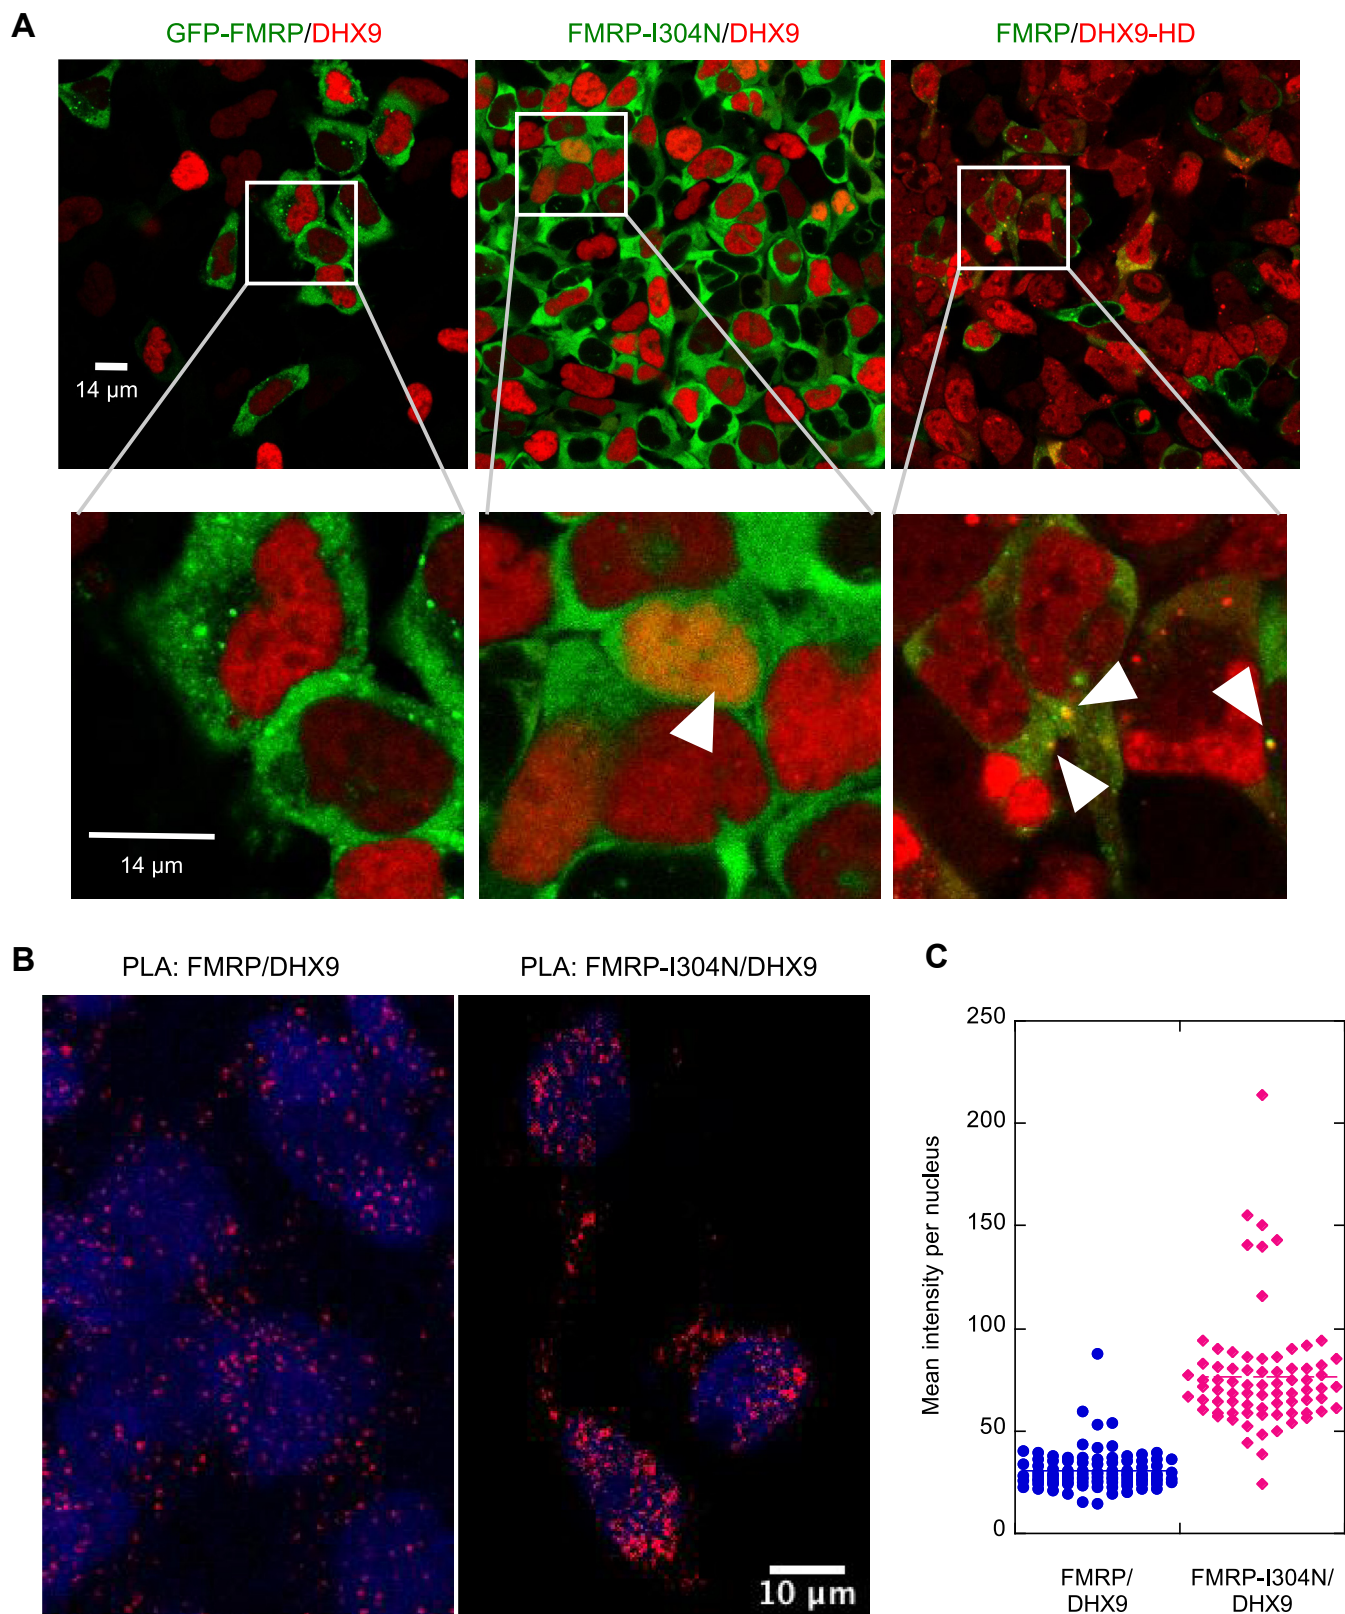 A
GFP-FMRP/DHX9
FMRP-I304N/DHX9
FMRP/DHX9-HD
14 μm
14 μm
B
PLA: FMRP/DHX9
PLA: FMRP-I304N/DHX9
10 μm
C
Mean intensity per nucleus
250
200
150
100
50
0
FMRP/
DHX9
FMRP-I304N/
DHX9